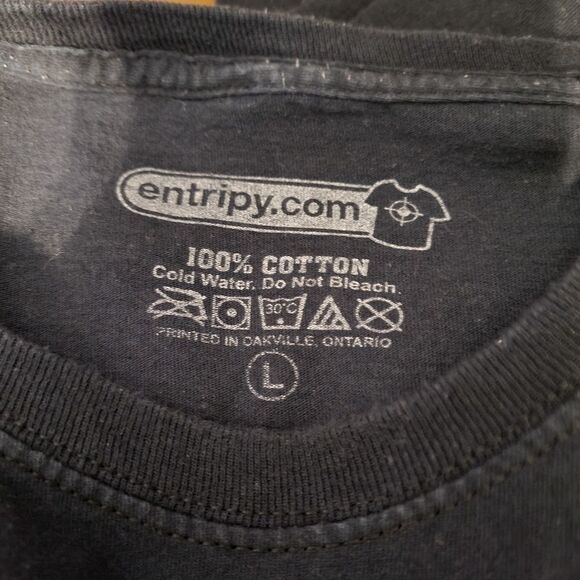 entripy.com
100% COTTON
Cold Water. Do Not Bleach.
30°C
PRINTED IN OAKVILLE, ONTARIO
L